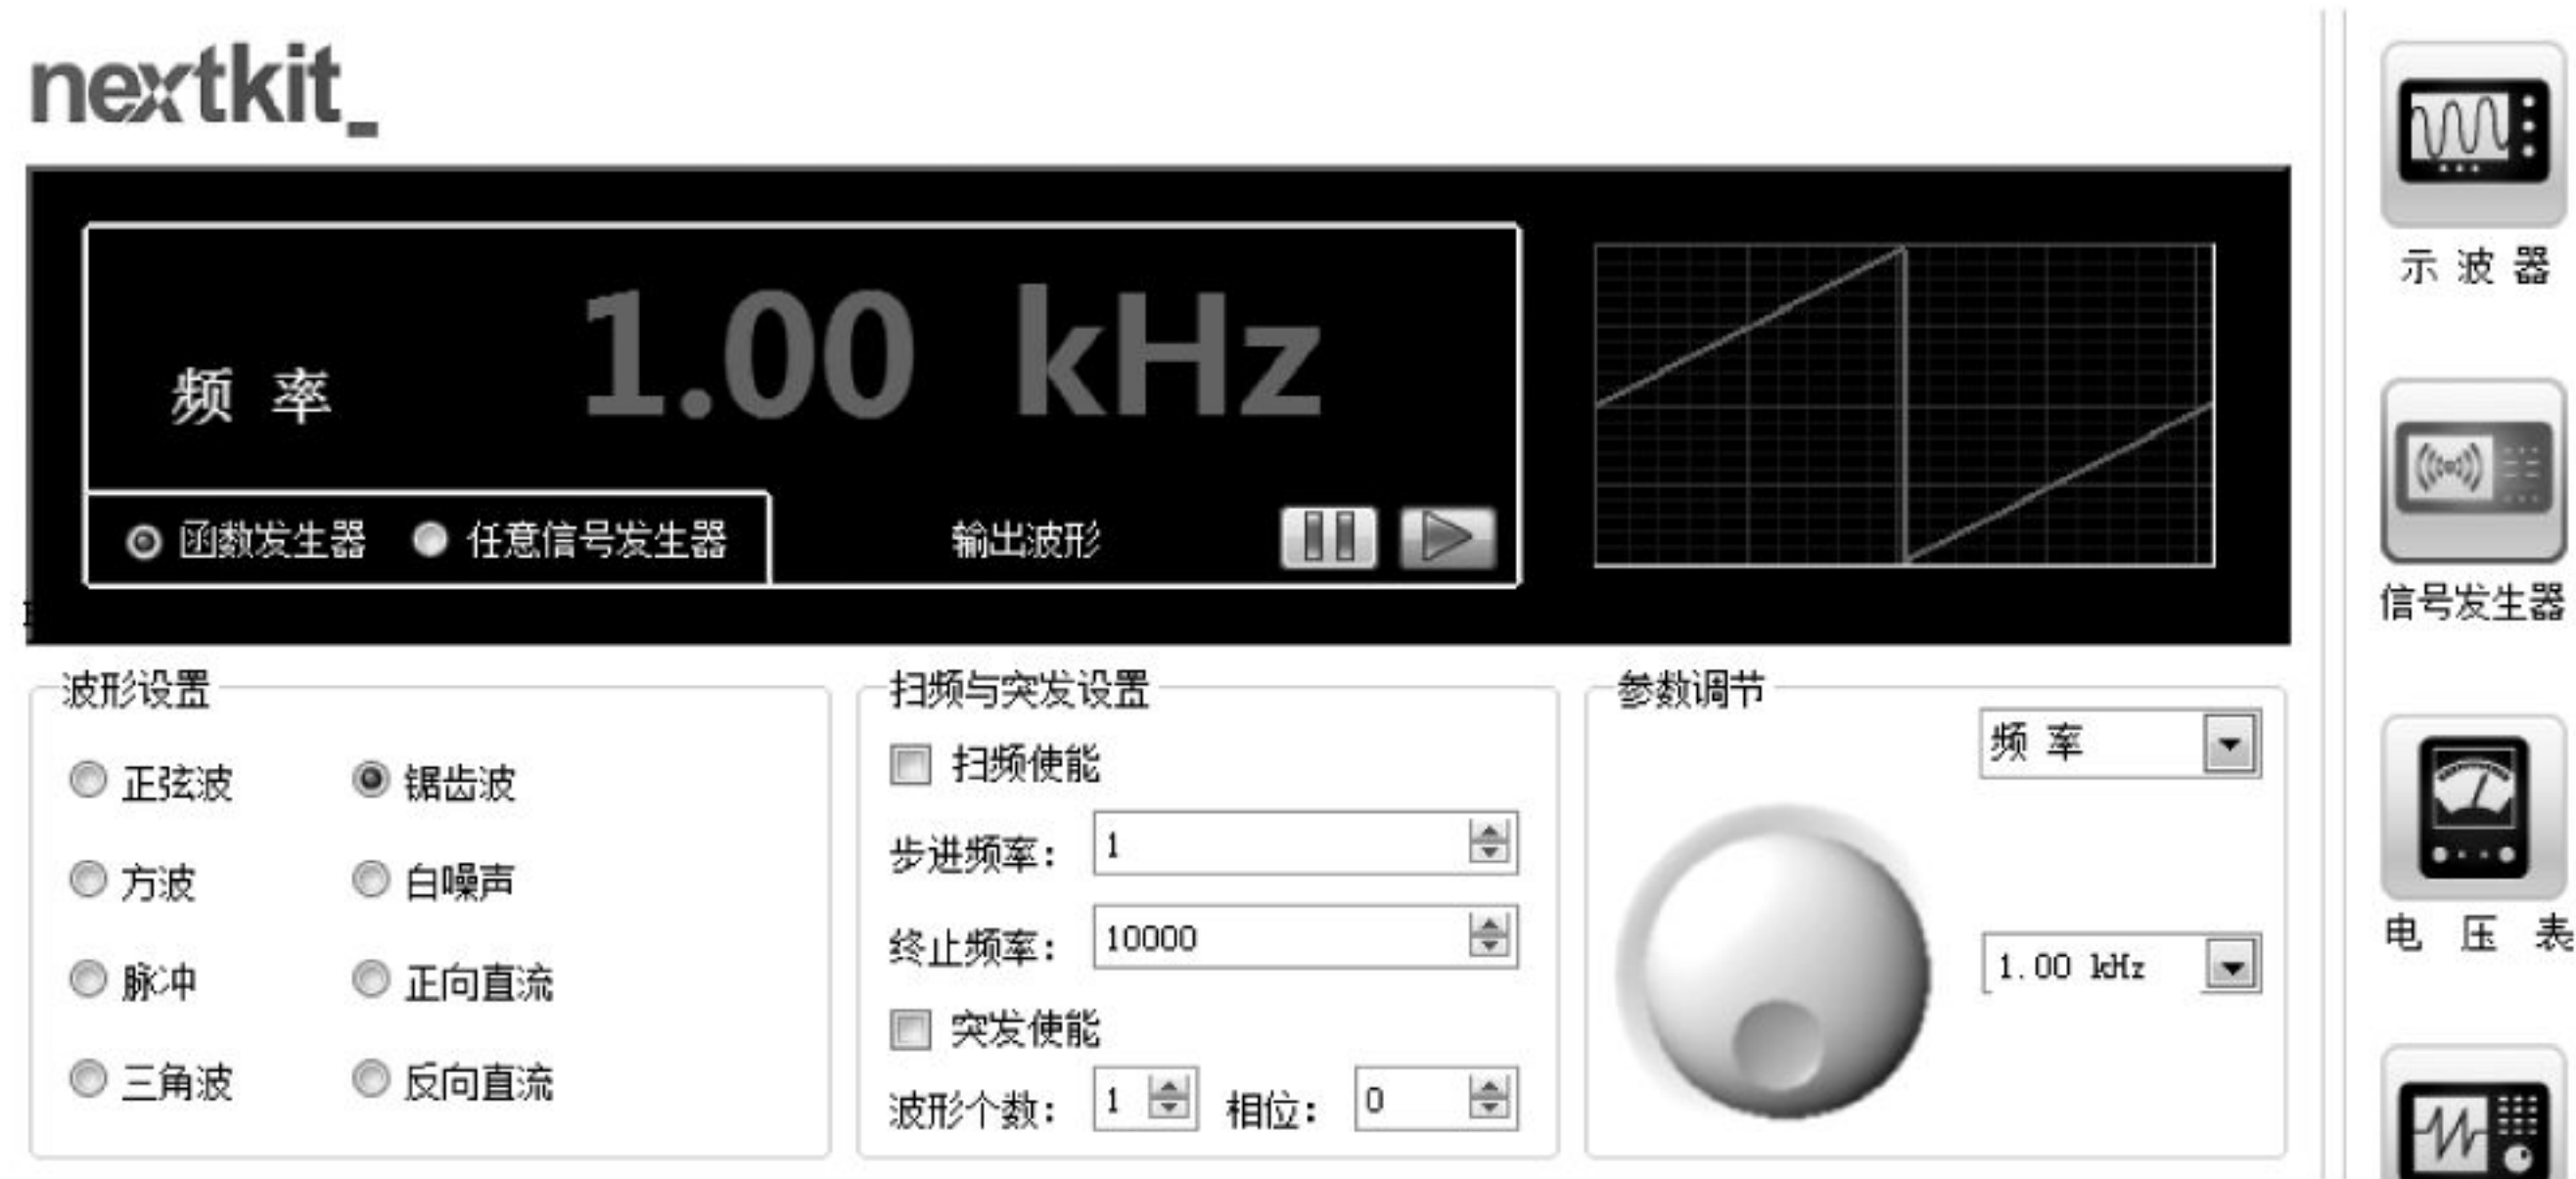 nextkit_
示波器
频率 1.00 kHz
函数发生器 任意信号发生器 输出波形
信号发生器
波形设置
正弦波 锯齿波
方波 白噪声
脉冲 正向直流
三角波 反向直流
扫频与突发设置
扫频使能
步进频率： 1
终止频率： 10000
突发使能
波形个数： 1 相位： 0
参数调节
频率
1.00 kHz
电压表